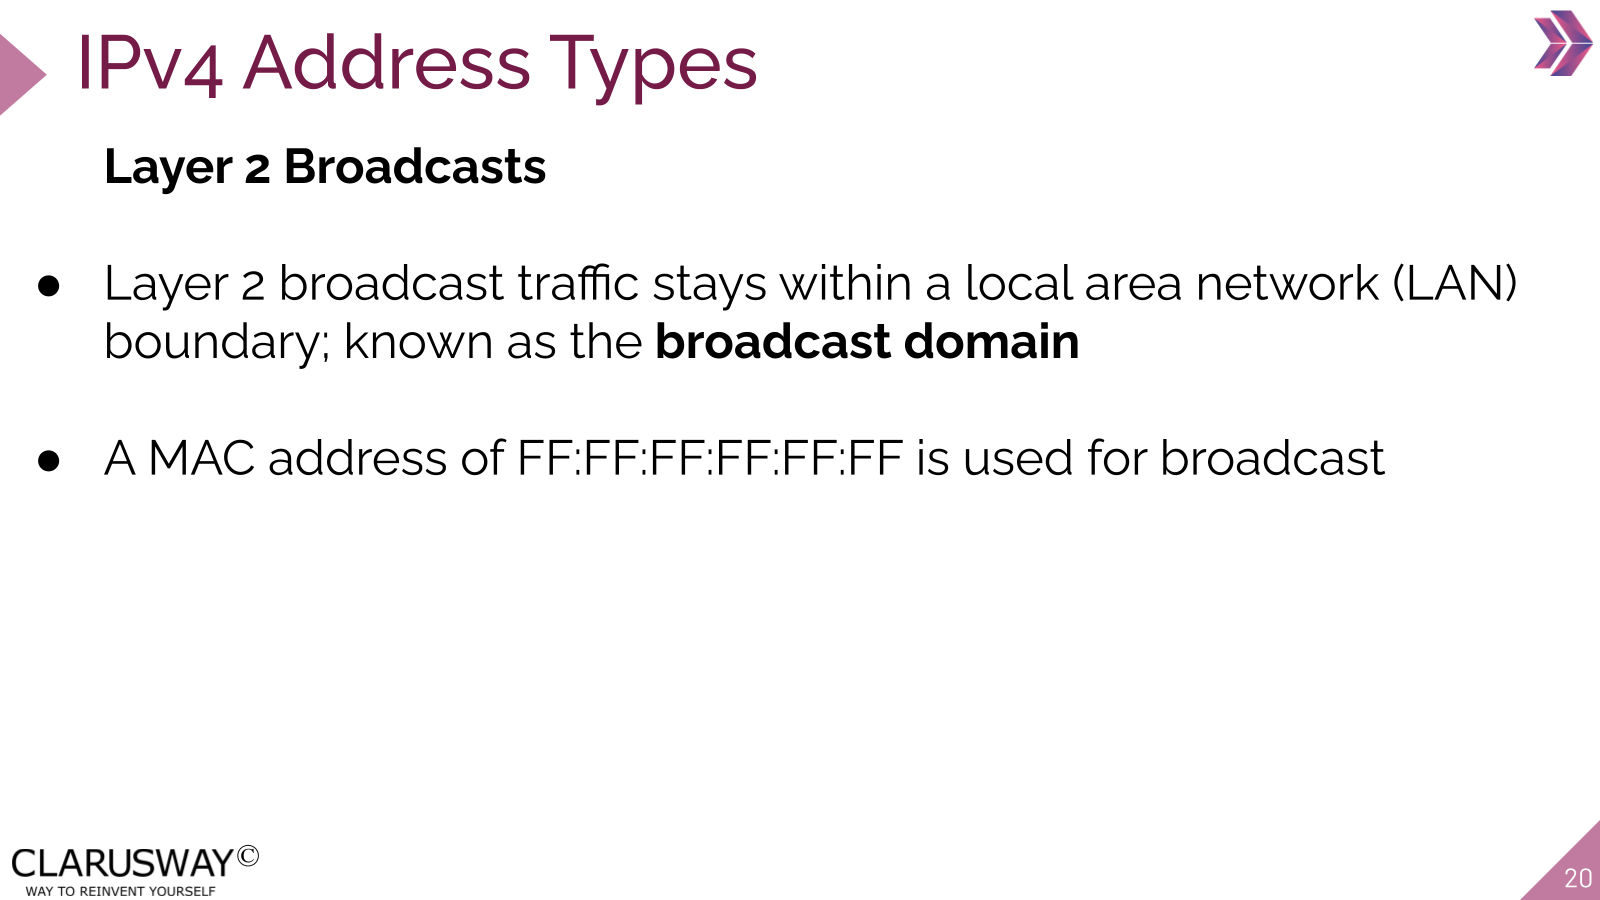 IPv4 Address Types
Layer 2 Broadcasts
● Layer 2 broadcast traffic stays within a local area network (LAN)
boundary; known as the broadcast domain
● A MAC address of FF:FF:FF:FF:FF:FF is used for broadcast
CLARUSWAY©
WAY TO REINVENT YOURSELF
20